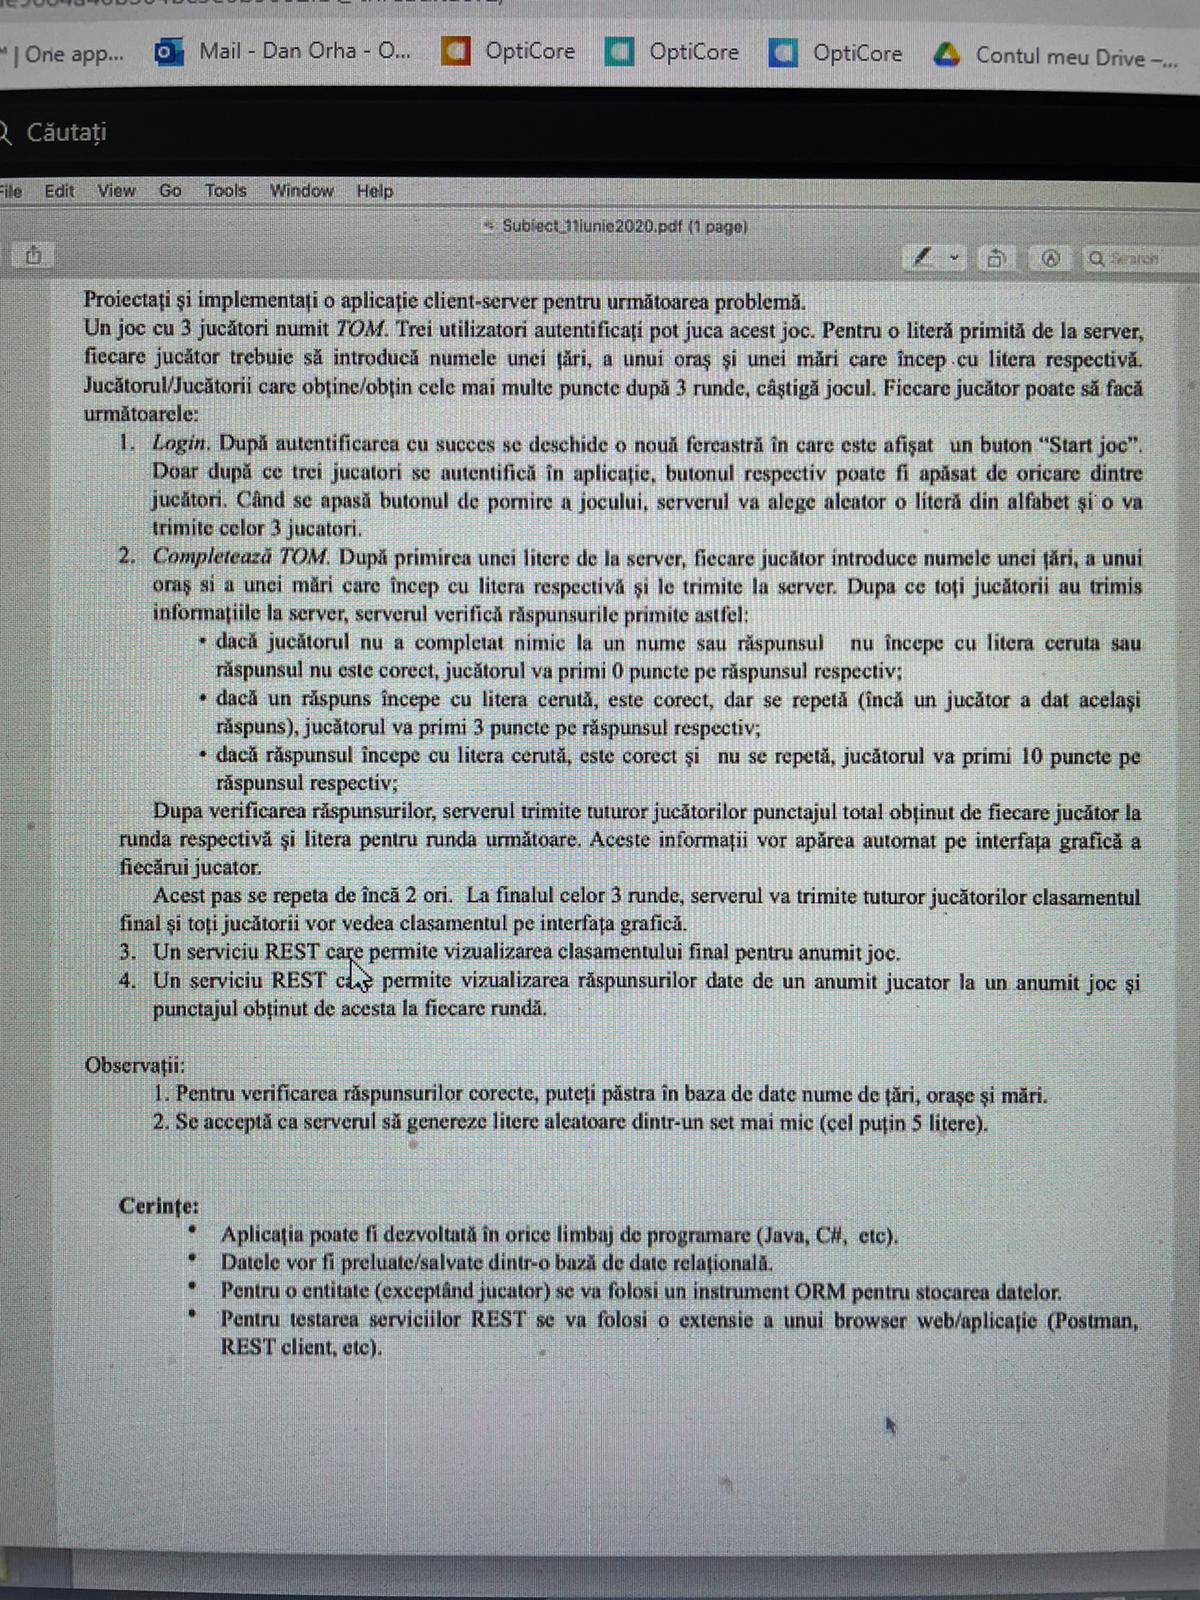 | One app...
Mail - Dan Orha - O...
OptiCore
OptiCore
OptiCore
Contul meu Drive –...
Căutați
File Edit View Go Tools Window Help
Subiect_11iunie2020.pdf (1 page)
Search
Proiectați și implementați o aplicație client-server pentru următoarea problemă.
Un joc cu 3 jucători numit TOM. Trei utilizatori autentificați pot juca acest joc. Pentru o literă primită de la server,
fiecare jucător trebuie să introducă numele unei țări, a unui oraș și unei mări care încep cu litera respectivă.
Jucătorul/Jucătorii care obține/obțin cele mai multe puncte după 3 runde, câștigă jocul. Fiecare jucător poate să facă
următoarele:
1. Login. După autentificarea cu succes se deschide o nouă fereastră în care este afișat un buton “Start joc”.
Doar după ce trei jucatori se autentifică în aplicație, butonul respectiv poate fi apăsat de oricare dintre
jucători. Când se apasă butonul de pornire a jocului, serverul va alege aleator o literă din alfabet și o va
trimite celor 3 jucatori.
2. Completează TOM. După primirea unei litere de la server, fiecare jucător introduce numele unei țări, a unui
oraș si a unei mări care încep cu litera respectivă și le trimite la server. Dupa ce toți jucătorii au trimis
informațiile la server, serverul verifică răspunsurile primite astfel:
• dacă jucătorul nu a completat nimic la un nume sau răspunsul nu începe cu litera ceruta sau
răspunsul nu este corect, jucătorul va primi 0 puncte pe răspunsul respectiv;
• dacă un răspuns începe cu litera cerută, este corect, dar se repetă (încă un jucător a dat același
răspuns), jucătorul va primi 3 puncte pe răspunsul respectiv;
• dacă răspunsul începe cu litera cerută, este corect și nu se repetă, jucătorul va primi 10 puncte pe
răspunsul respectiv;
Dupa verificarea răspunsurilor, serverul trimite tuturor jucătorilor punctajul total obținut de fiecare jucător la
runda respectivă și litera pentru runda următoare. Aceste informații vor apărea automat pe interfața grafică a
fiecărui jucator.
Acest pas se repeta de încă 2 ori. La finalul celor 3 runde, serverul va trimite tuturor jucătorilor clasamentul
final și toți jucătorii vor vedea clasamentul pe interfața grafică.
3. Un serviciu REST care permite vizualizarea clasamentului final pentru anumit joc.
4. Un serviciu REST care permite vizualizarea răspunsurilor date de un anumit jucator la un anumit joc și
punctajul obținut de acesta la fiecare rundă.
Observații:
1. Pentru verificarea răspunsurilor corecte, puteți păstra în baza de date nume de țări, orașe și mări.
2. Se acceptă ca serverul să genereze litere aleatoare dintr-un set mai mic (cel puțin 5 litere).
Cerințe:
• Aplicația poate fi dezvoltată în orice limbaj de programare (Java, C#, etc).
• Datele vor fi preluate/salvate dintr-o bază de date relațională.
• Pentru o entitate (exceptând jucator) se va folosi un instrument ORM pentru stocarea datelor.
• Pentru testarea serviciilor REST se va folosi o extensie a unui browser web/aplicație (Postman,
REST client, etc).